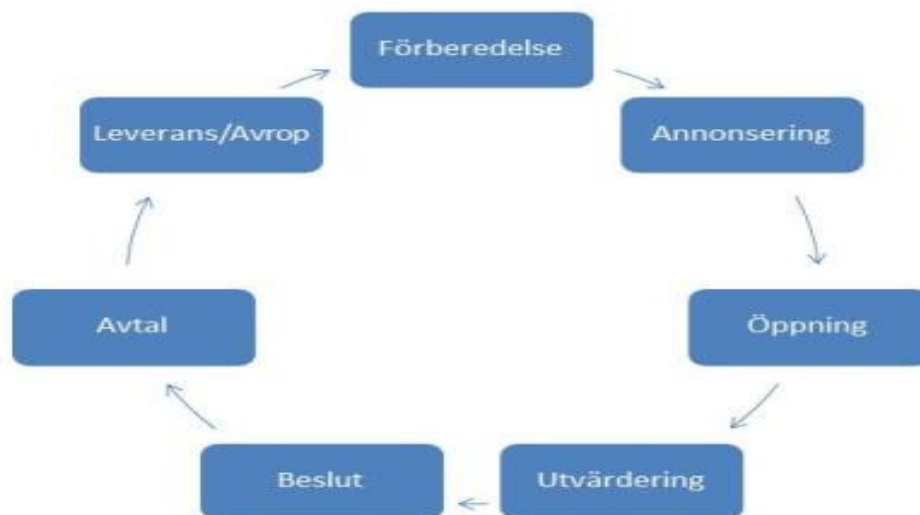 Förberedelse
Annonsering
Öppning
Utvärdering
Beslut
Avtal
Leverans/Avrop